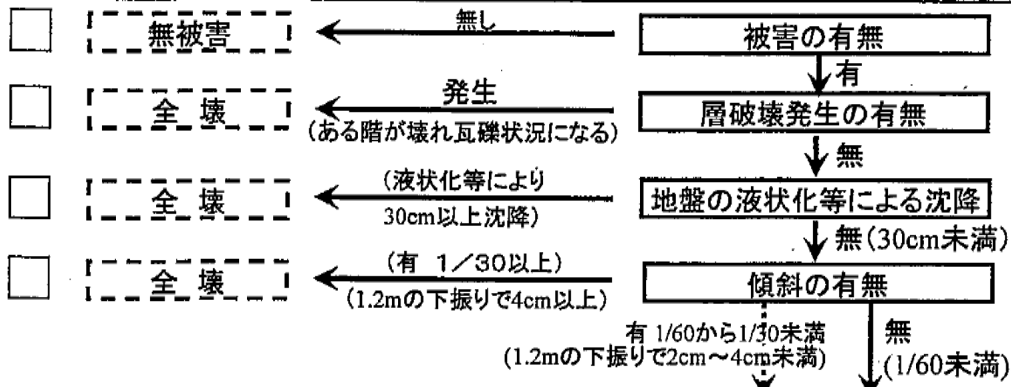 無被害
無し
被害の有無
有
全 壊
発生
(ある階が壊れ瓦礫状況になる)
層破壊発生の有無
無
全 壊
(液状化等により
30cm以上沈降)
地盤の液状化等による沈降
無(30cm未満)
全 壊
(有 1/30以上)
(1.2mの下振りで4cm以上)
傾斜の有無
有 1/60から1/30未満
(1.2mの下振りで2cm~4cm未満)
無
(1/60未満)